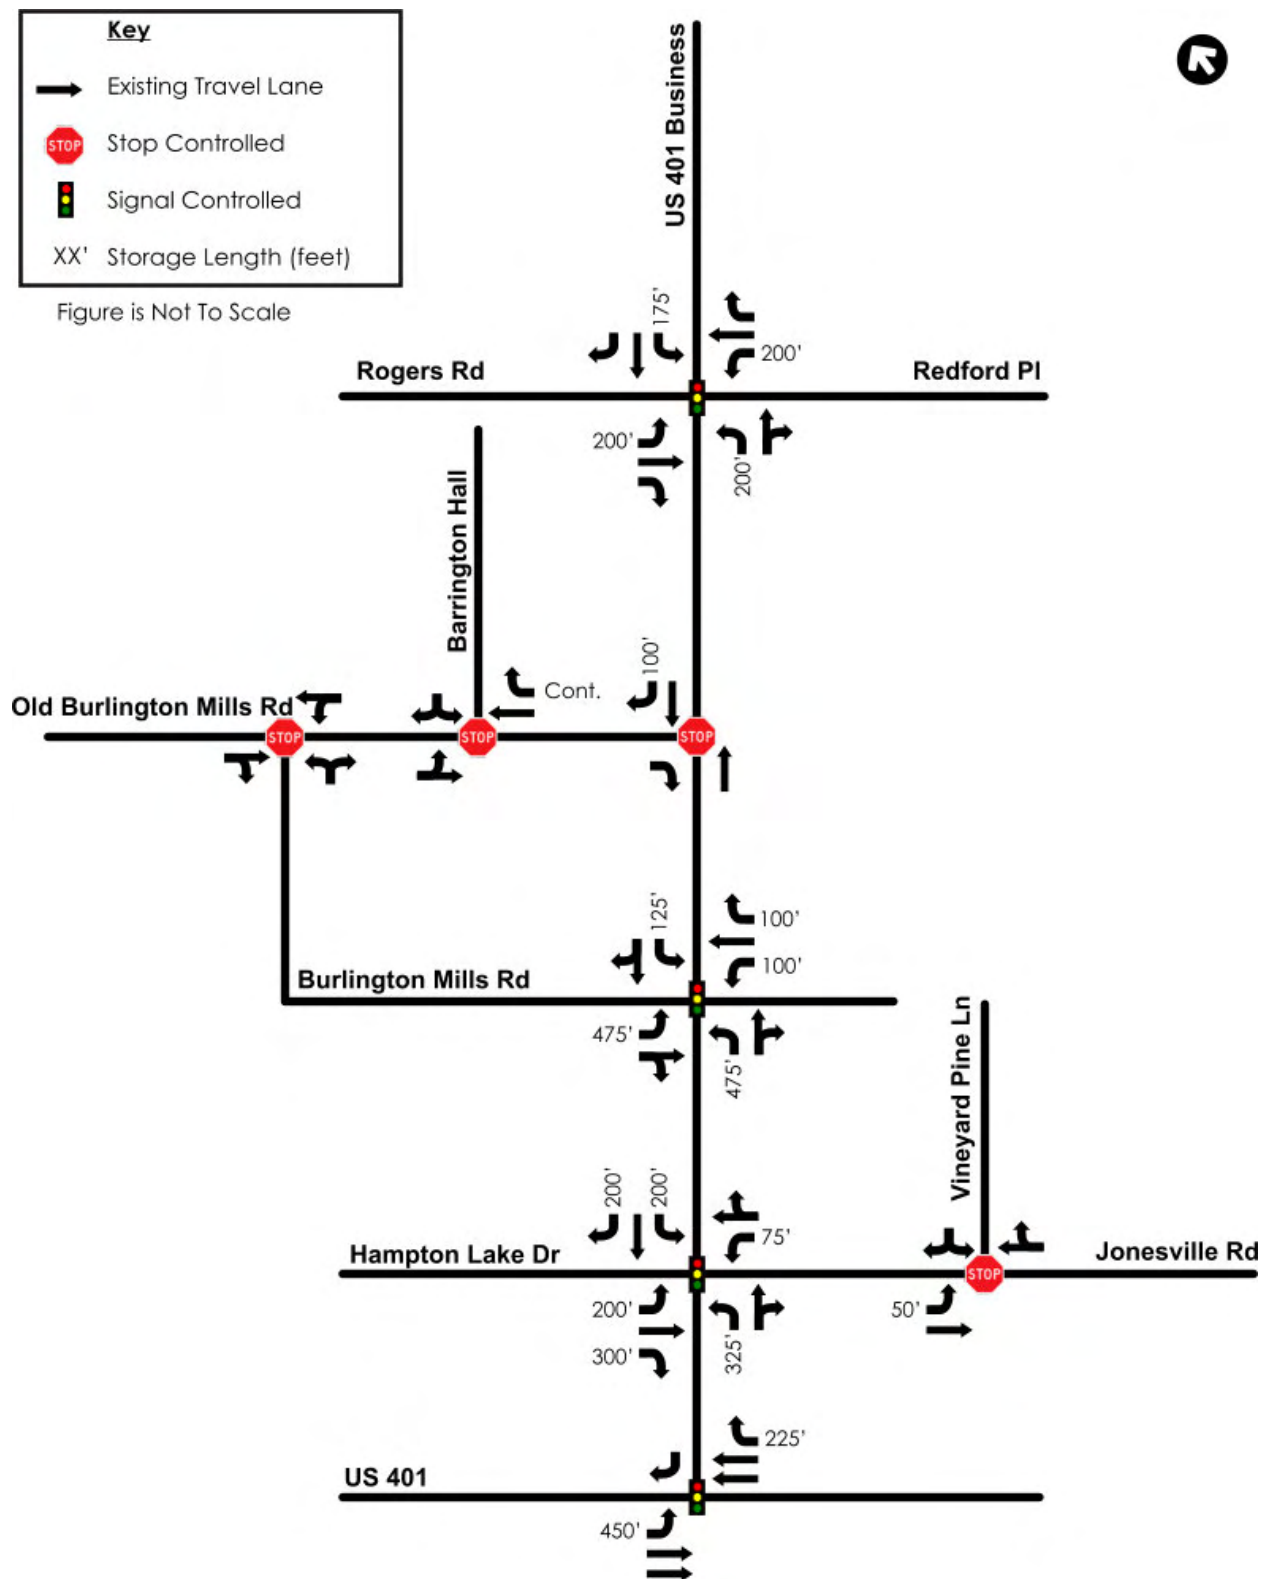 Key
Existing Travel Lane
STOP Stop Controlled
Signal Controlled
XX' Storage Length (feet)
Figure is Not To Scale
US 401 Business
175'
200'
Rogers Rd
Redford Pl
200'
200'
Barrington Hall
100'
Cont.
Old Burlington Mills Rd
STOP
STOP
STOP
125'
100'
100'
Burlington Mills Rd
475'
475'
Vineyard Pine Ln
200'
200'
75'
Hampton Lake Dr
Jonesville Rd
STOP
200'
50'
300'
325'
225'
US 401
450'